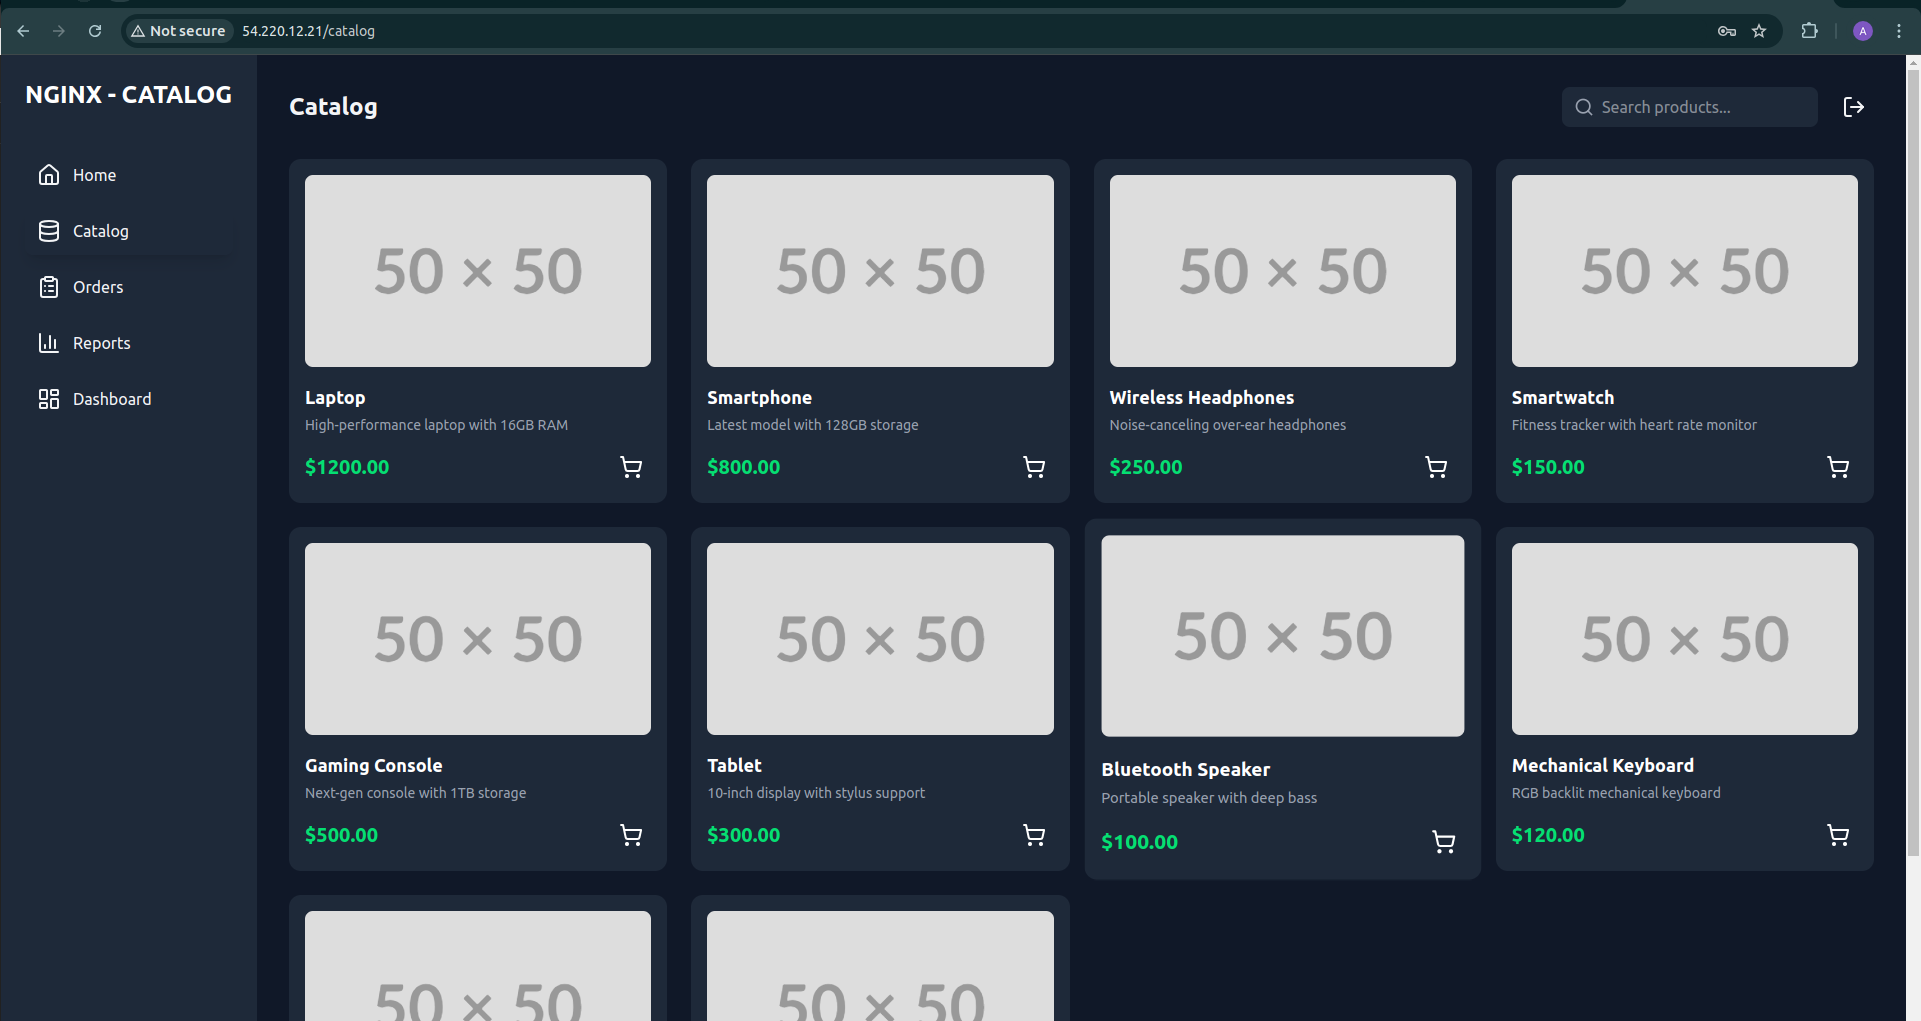 Not secure
54.220.12.21/catalog
A
NGINX - CATALOG
Home
Catalog
Orders
Reports
Dashboard
Catalog
Search products...
50 × 50
50 × 50
50 × 50
50 × 50
Laptop
High-performance laptop with 16GB RAM
$1200.00
Smartphone
Latest model with 128GB storage
$800.00
Wireless Headphones
Noise-canceling over-ear headphones
$250.00
Smartwatch
Fitness tracker with heart rate monitor
$150.00
50 × 50
50 × 50
50 × 50
50 × 50
Gaming Console
Next-gen console with 1TB storage
$500.00
Tablet
10-inch display with stylus support
$300.00
Bluetooth Speaker
Portable speaker with deep bass
$100.00
Mechanical Keyboard
RGB backlit mechanical keyboard
$120.00
50 × 50
50 × 50